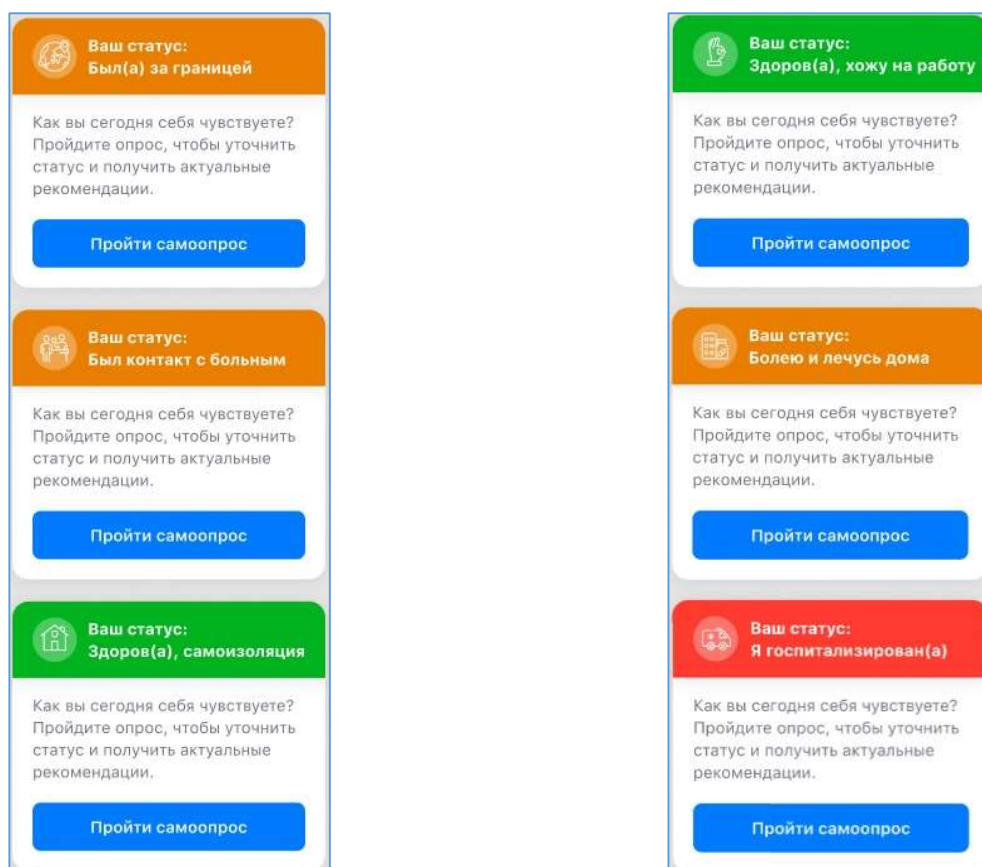 Ваш статус:
Был(а) за границей
Как вы сегодня себя чувствуете?
Пройдите опрос, чтобы уточнить
статус и получить актуальные
рекомендации.
Пройти самоопрос
Ваш статус:
Был контакт с больным
Как вы сегодня себя чувствуете?
Пройдите опрос, чтобы уточнить
статус и получить актуальные
рекомендации.
Пройти самоопрос
Ваш статус:
Здоров(а), самоизоляция
Как вы сегодня себя чувствуете?
Пройдите опрос, чтобы уточнить
статус и получить актуальные
рекомендации.
Пройти самоопрос
Ваш статус:
Здоров(а), хожу на работу
Как вы сегодня себя чувствуете?
Пройдите опрос, чтобы уточнить
статус и получить актуальные
рекомендации.
Пройти самоопрос
Ваш статус:
Болею и лечусь дома
Как вы сегодня себя чувствуете?
Пройдите опрос, чтобы уточнить
статус и получить актуальные
рекомендации.
Пройти самоопрос
Ваш статус:
Я госпитализирован(а)
Как вы сегодня себя чувствуете?
Пройдите опрос, чтобы уточнить
статус и получить актуальные
рекомендации.
Пройти самоопрос